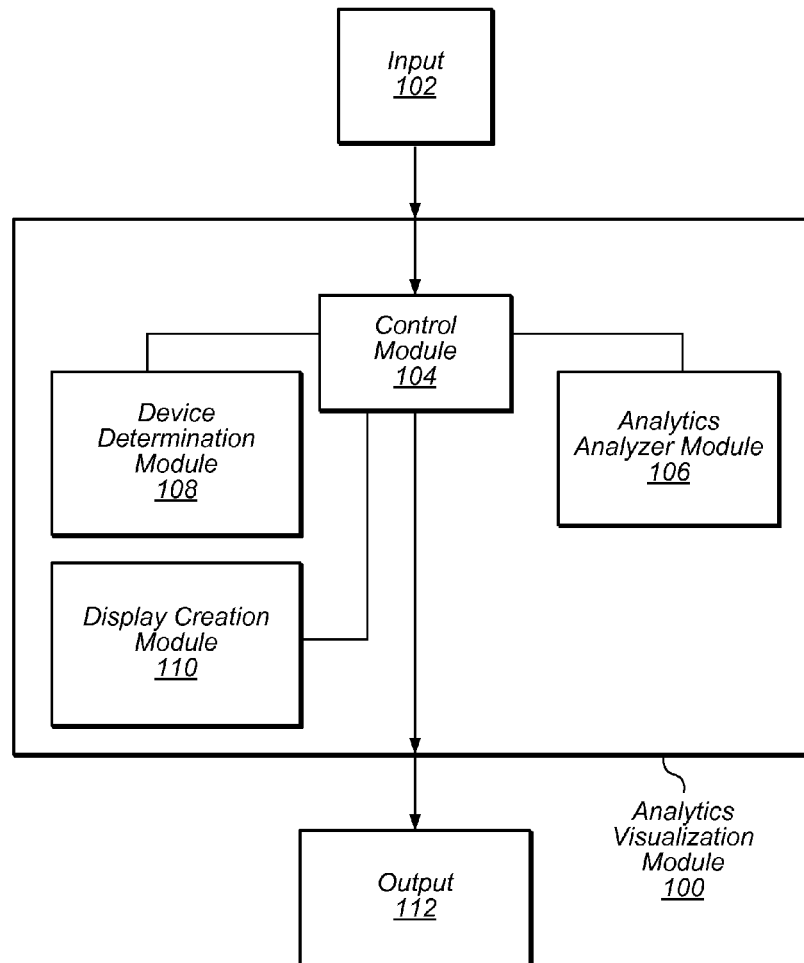 Input
102
Control
Module
104
Device
Determination
Module
108
Analytics
Analyzer Module
106
Display Creation
Module
110
Analytics
Visualization
Module
100
Output
112